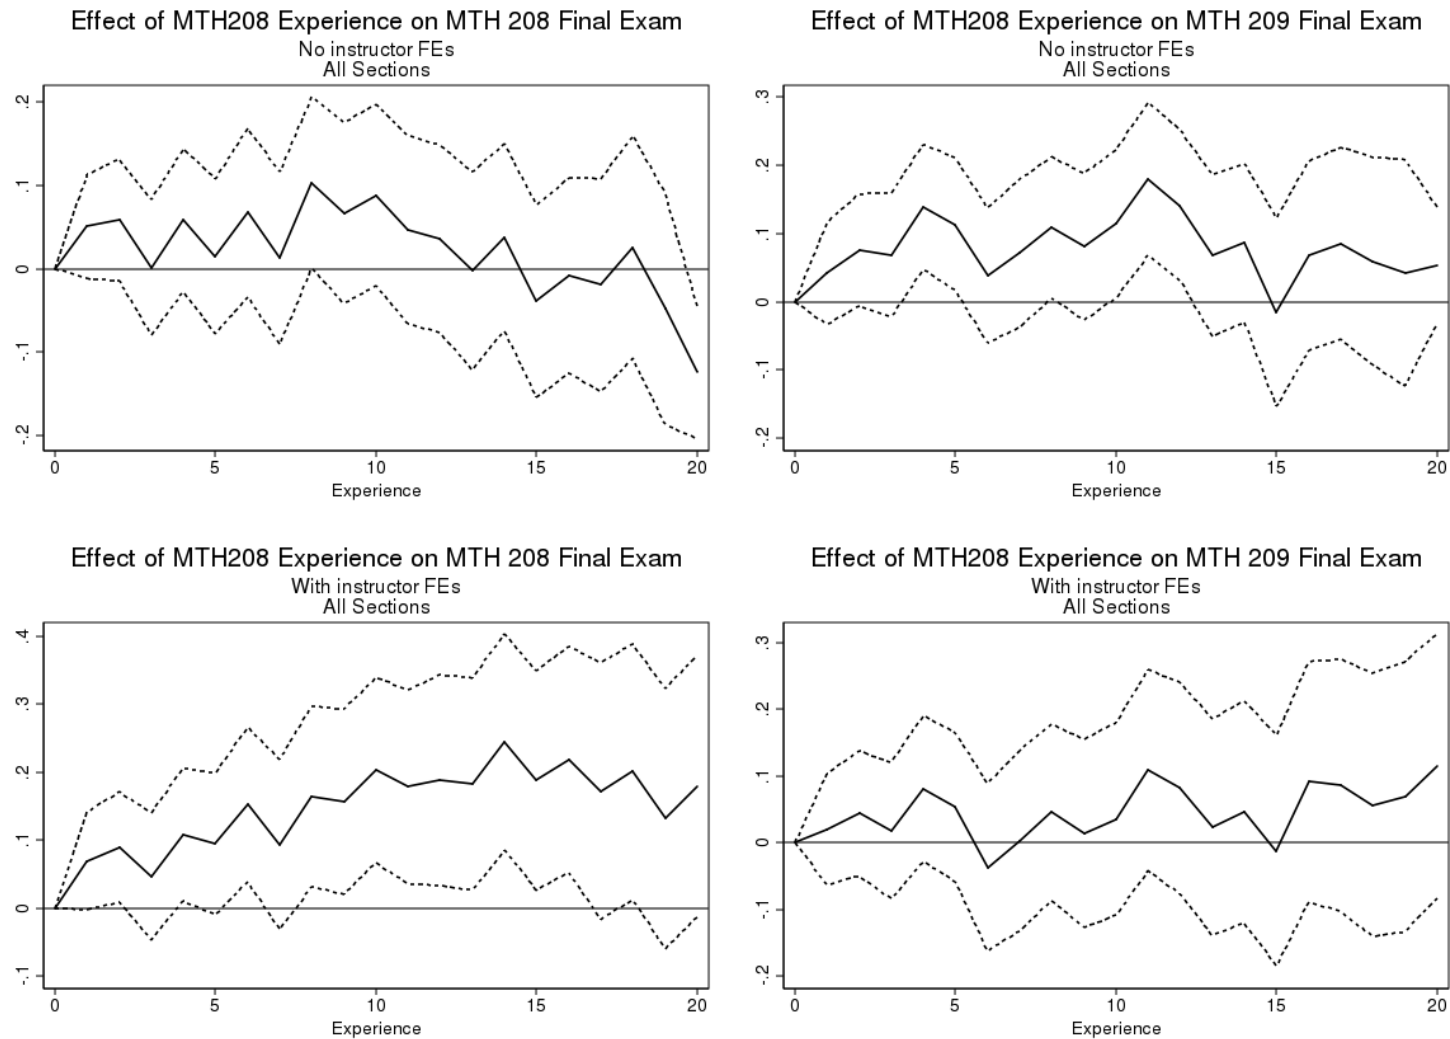 Effect of MTH208 Experience on MTH 208 Final Exam
No instructor FEs
All Sections
.2
.1
0
-.1
-.2
0 5 10 15 20
Experience
Effect of MTH208 Experience on MTH 209 Final Exam
No instructor FEs
All Sections
.3
.2
.1
0
-.1
-.2
0 5 10 15 20
Experience
Effect of MTH208 Experience on MTH 208 Final Exam
With instructor FEs
All Sections
.4
.3
.2
.1
0
-.1
0 5 10 15 20
Experience
Effect of MTH208 Experience on MTH 209 Final Exam
With instructor FEs
All Sections
.3
.2
.1
0
-.1
-.2
0 5 10 15 20
Experience